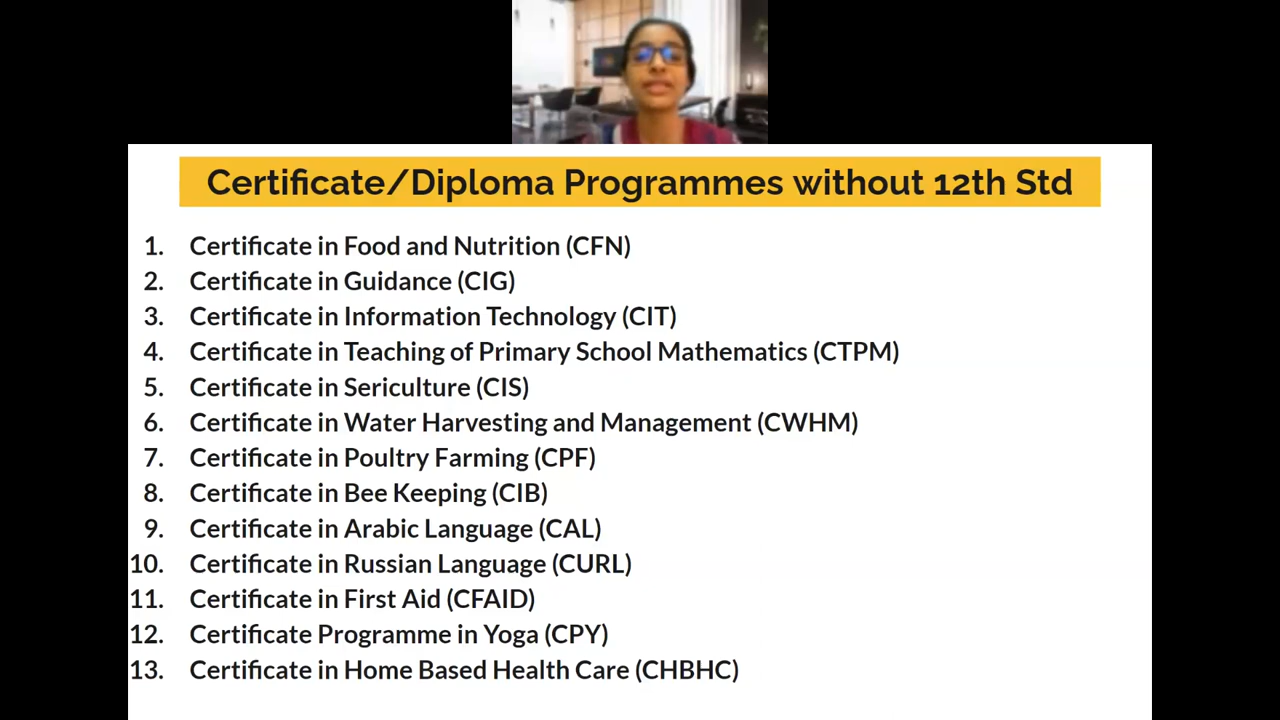 Certificate/Diploma Programmes without 12th Std
1. Certificate in Food and Nutrition (CFN)
2. Certificate in Guidance (CIG)
3. Certificate in Information Technology (CIT)
4. Certificate in Teaching of Primary School Mathematics (CTPM)
5. Certificate in Sericulture (CIS)
6. Certificate in Water Harvesting and Management (CWHM)
7. Certificate in Poultry Farming (CPF)
8. Certificate in Bee Keeping (CIB)
9. Certificate in Arabic Language (CAL)
10. Certificate in Russian Language (CURL)
11. Certificate in First Aid (CFAID)
12. Certificate Programme in Yoga (CPY)
13. Certificate in Home Based Health Care (CHBHC)